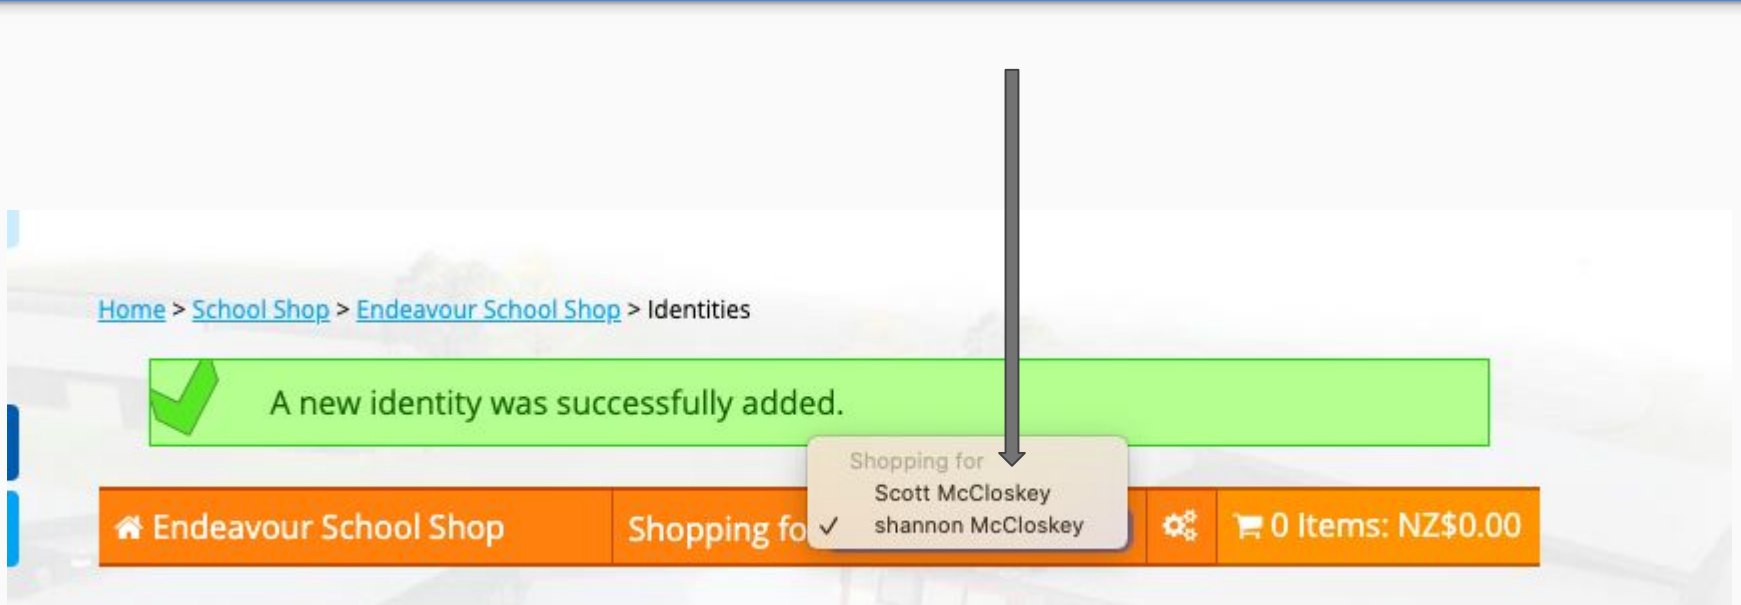 Home > School Shop > Endeavour School Shop > Identities
A new identity was successfully added.
Shopping for
Scott McCloskey
✓ shannon McCloskey
Endeavour School Shop
Shopping fo
0 Items: NZ$0.00